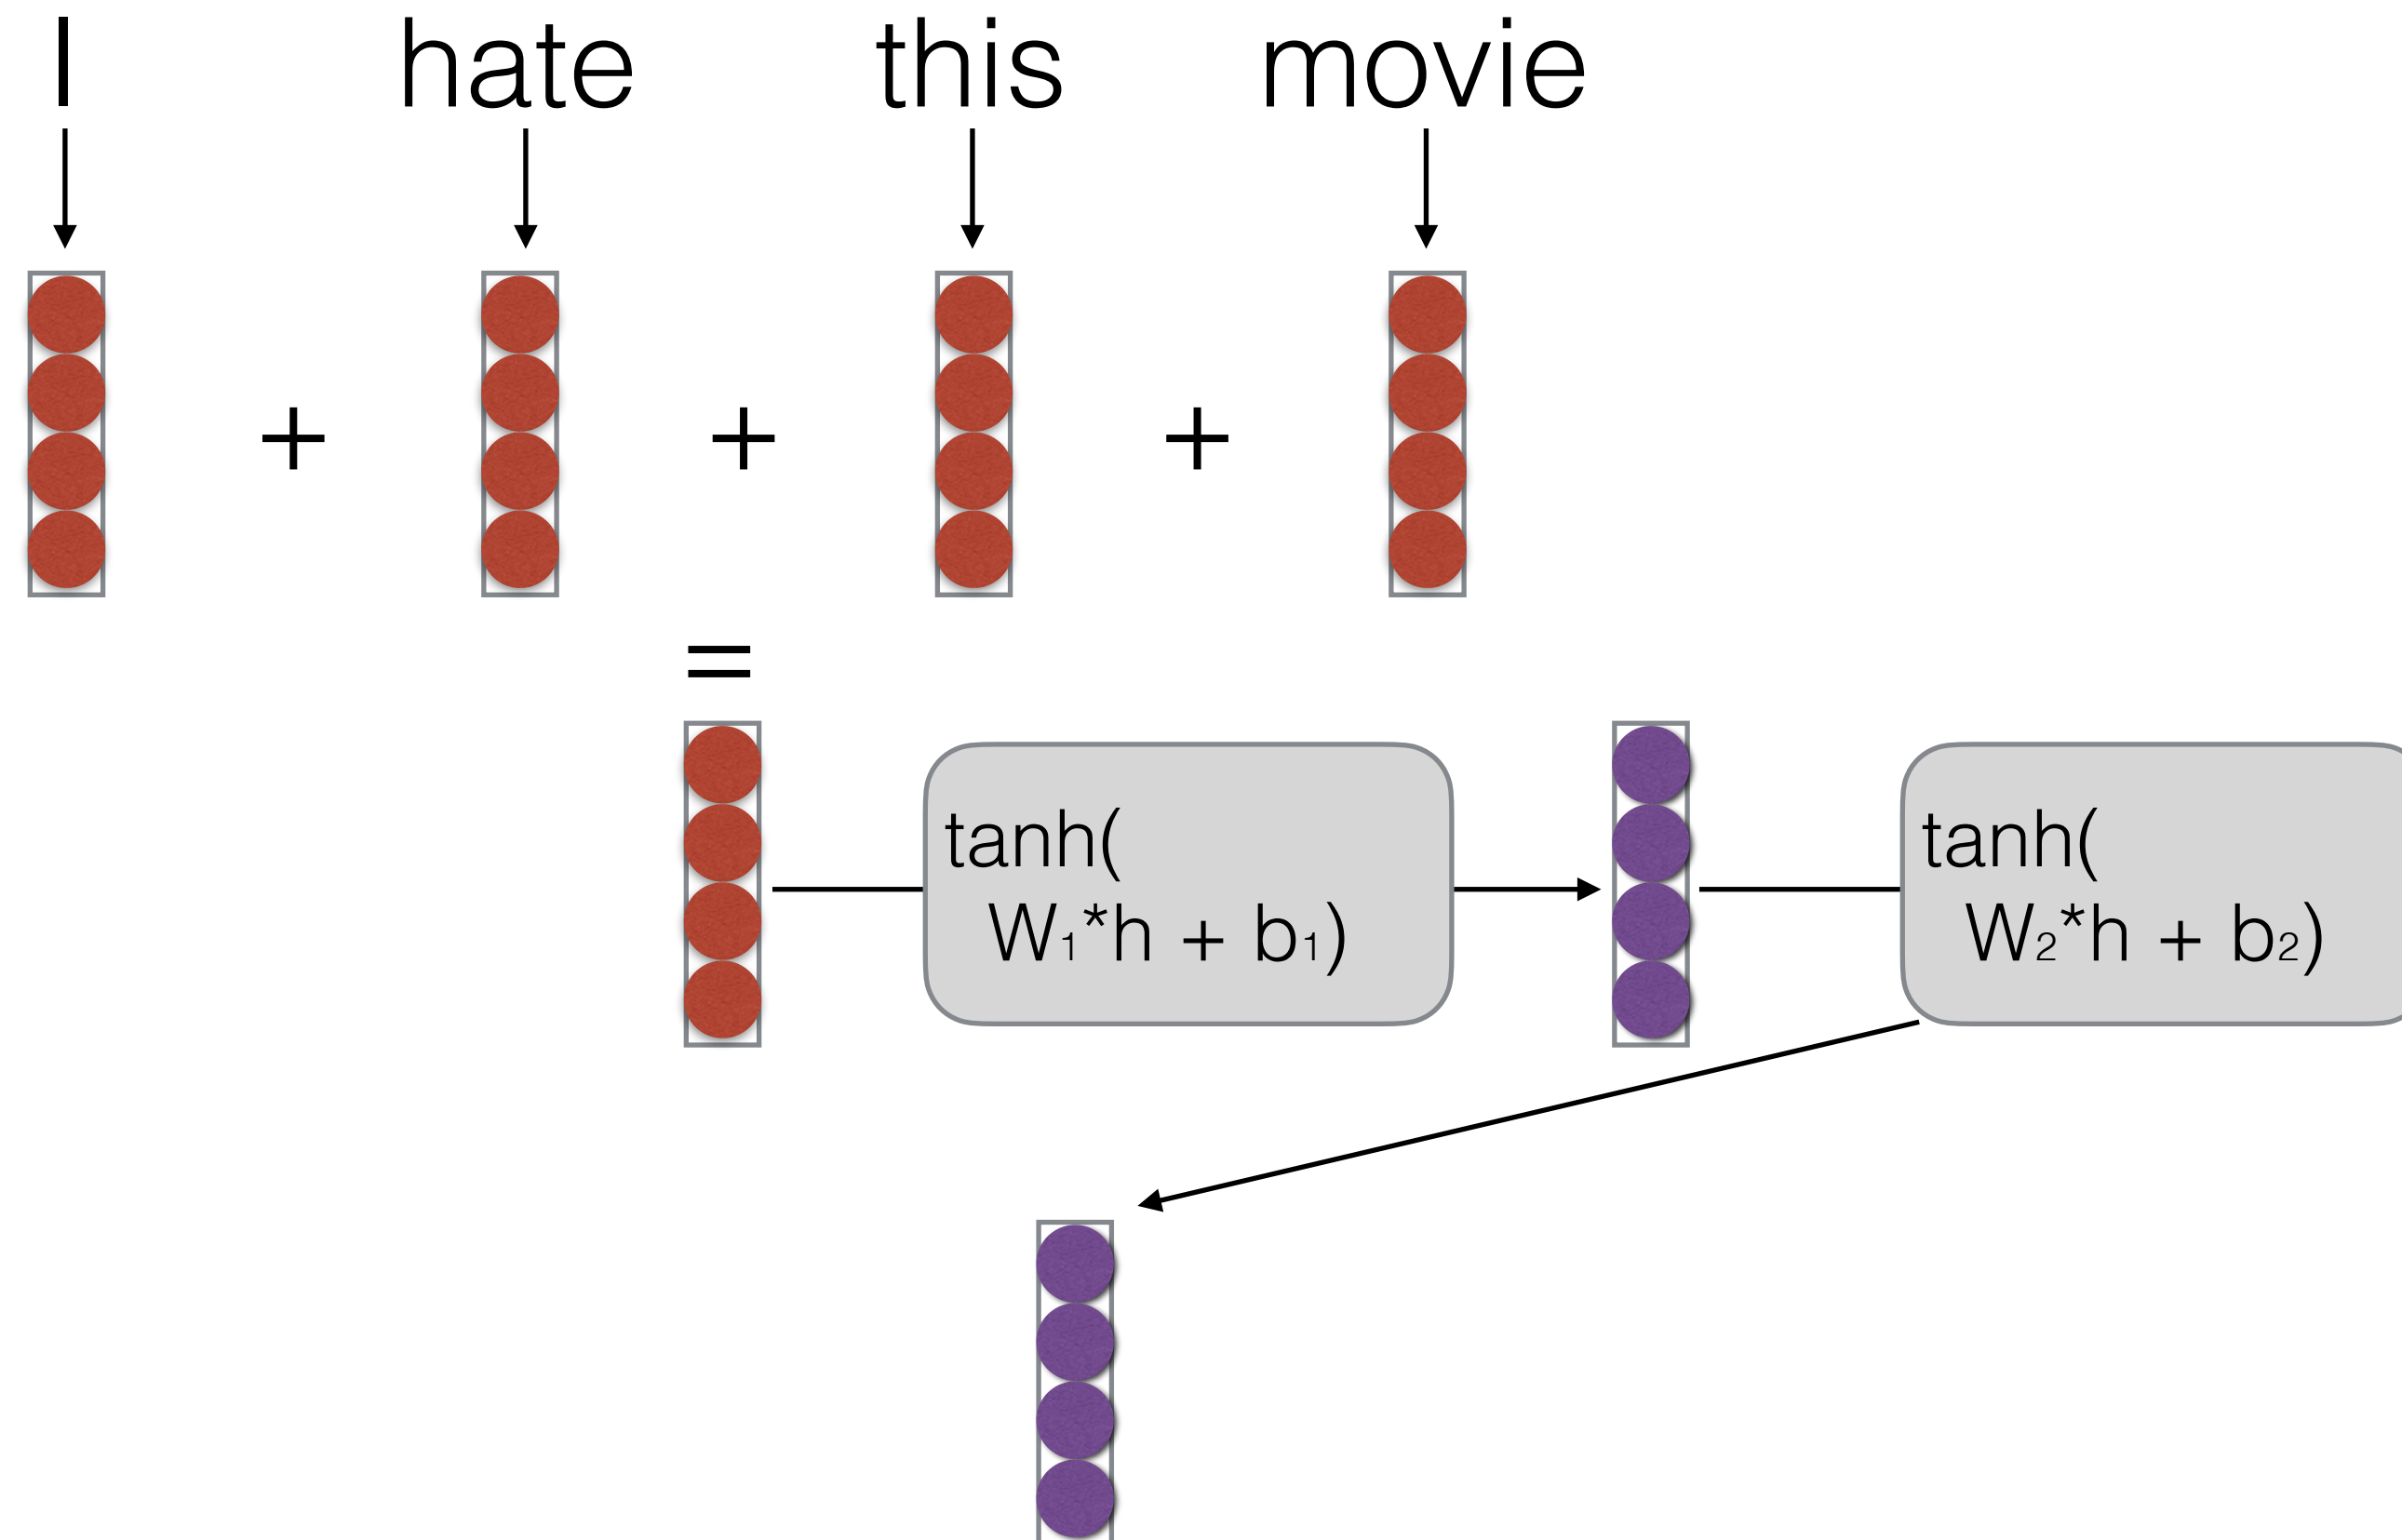 I hate this movie
+ + +
=
tanh(
W₁*h + b₁)
tanh(
W₂*h + b₂)